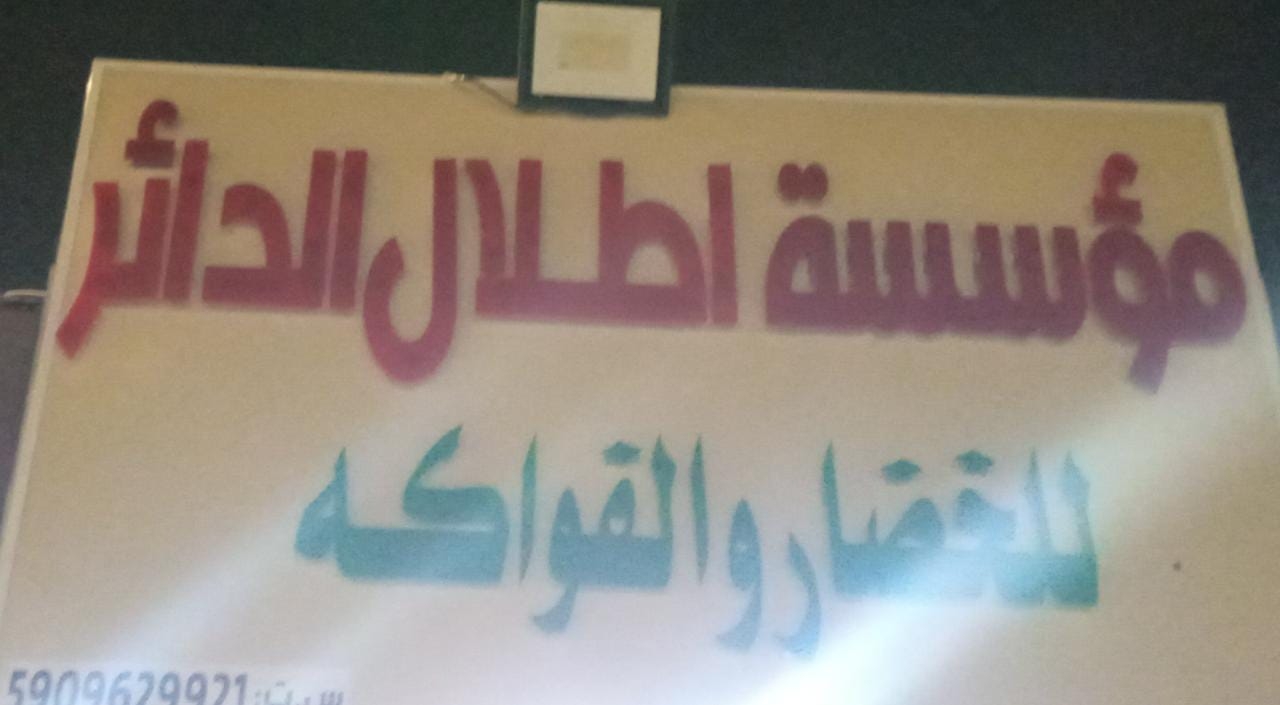 مؤسسة اطلال الدائر
للخضار والفواكه
س.ت: 5909629921